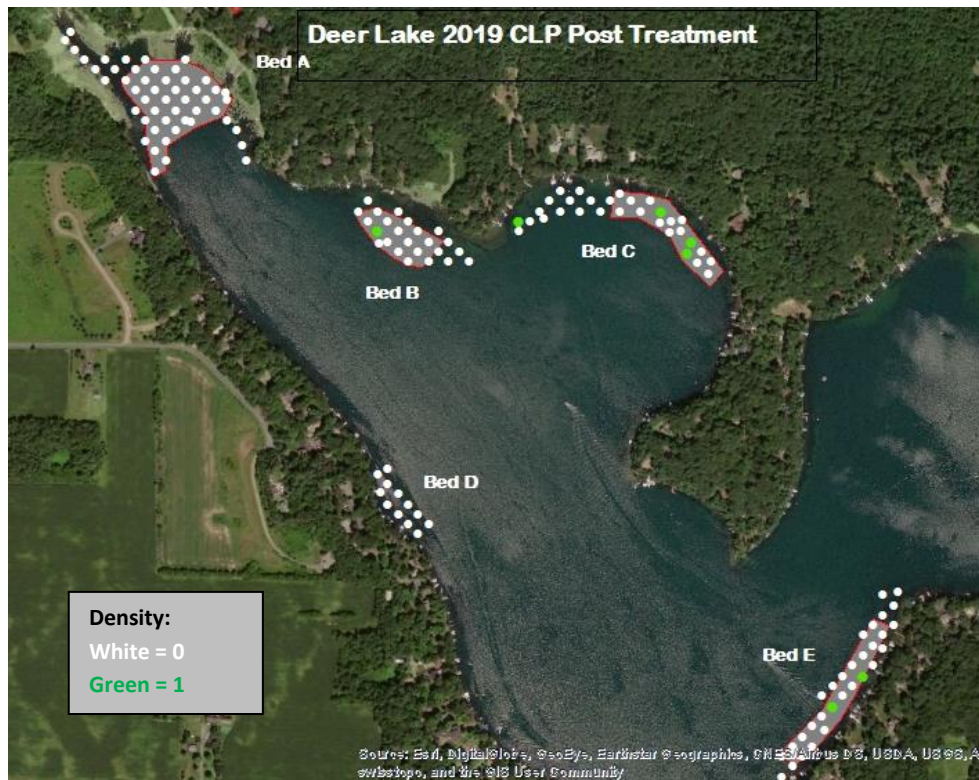 Deer Lake 2019 CLP Post Treatment
Bed A
Bed C
Bed B
Bed D
Density:
White = 0
Green = 1
Bed E
Source: Esri, DigitalGlobe, GeoEye, Earthstar Geographics, CNES/Airbus DS, USDA, USGS, A
swisstopo, and the GIS User Community